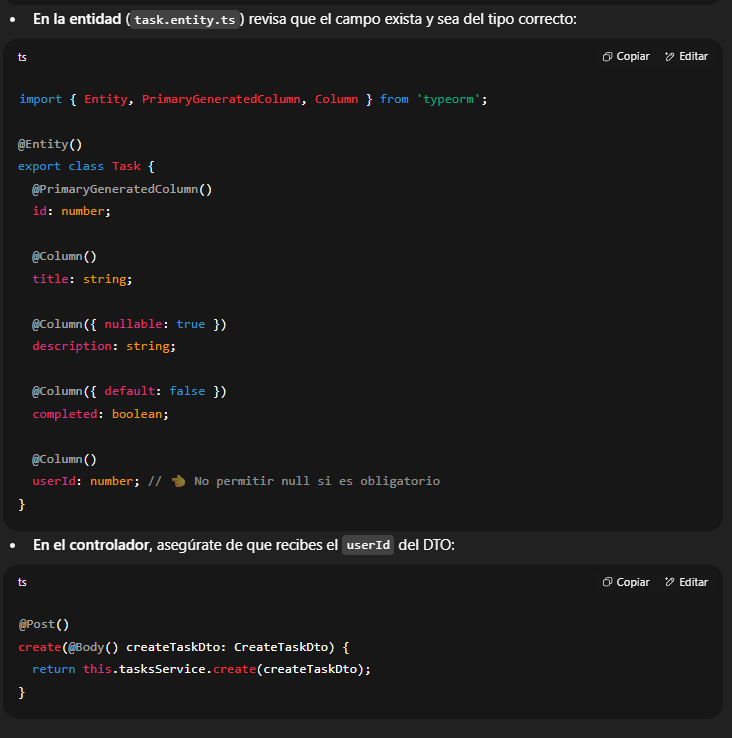 • En la entidad (task.entity.ts) revisa que el campo exista y sea del tipo correcto:
ts Copiar Editar
import { Entity, PrimaryGeneratedColumn, Column } from 'typeorm';
@Entity()
export class Task {
@PrimaryGeneratedColumn()
id: number;
@Column()
title: string;
@Column({ nullable: true })
description: string;
@Column({ default: false })
completed: boolean;
@Column()
userId: number; // 👈 No permitir null si es obligatorio
}
• En el controlador, asegúrate de que recibes el userId del DTO:
ts Copiar Editar
@Post()
create(@Body() createTaskDto: CreateTaskDto) {
return this.tasksService.create(createTaskDto);
}